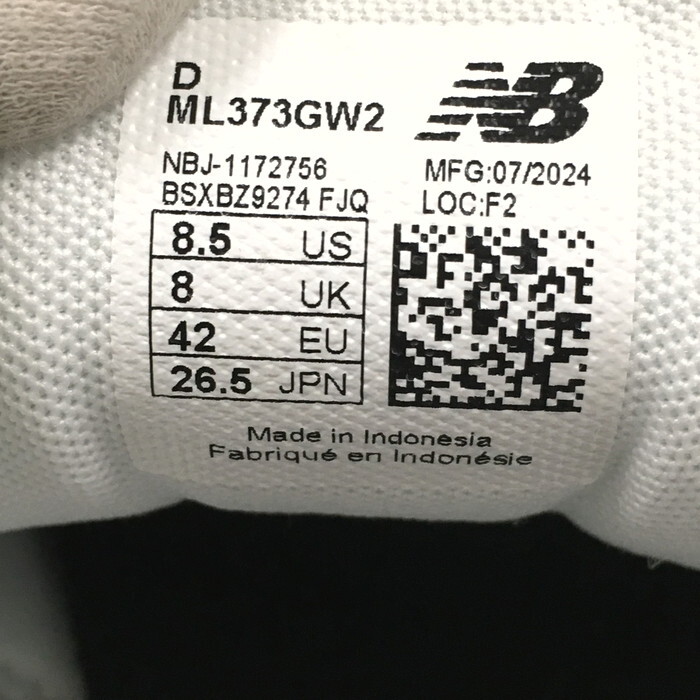 D
ML373GW2
NB
NBJ-1172756
MFG:07/2024
BSXBZ9274 FJQ
LOC:F2
8.5 US
8 UK
42 EU
26.5 JPN
Made in Indonesia
Fabriqué en Indonésie